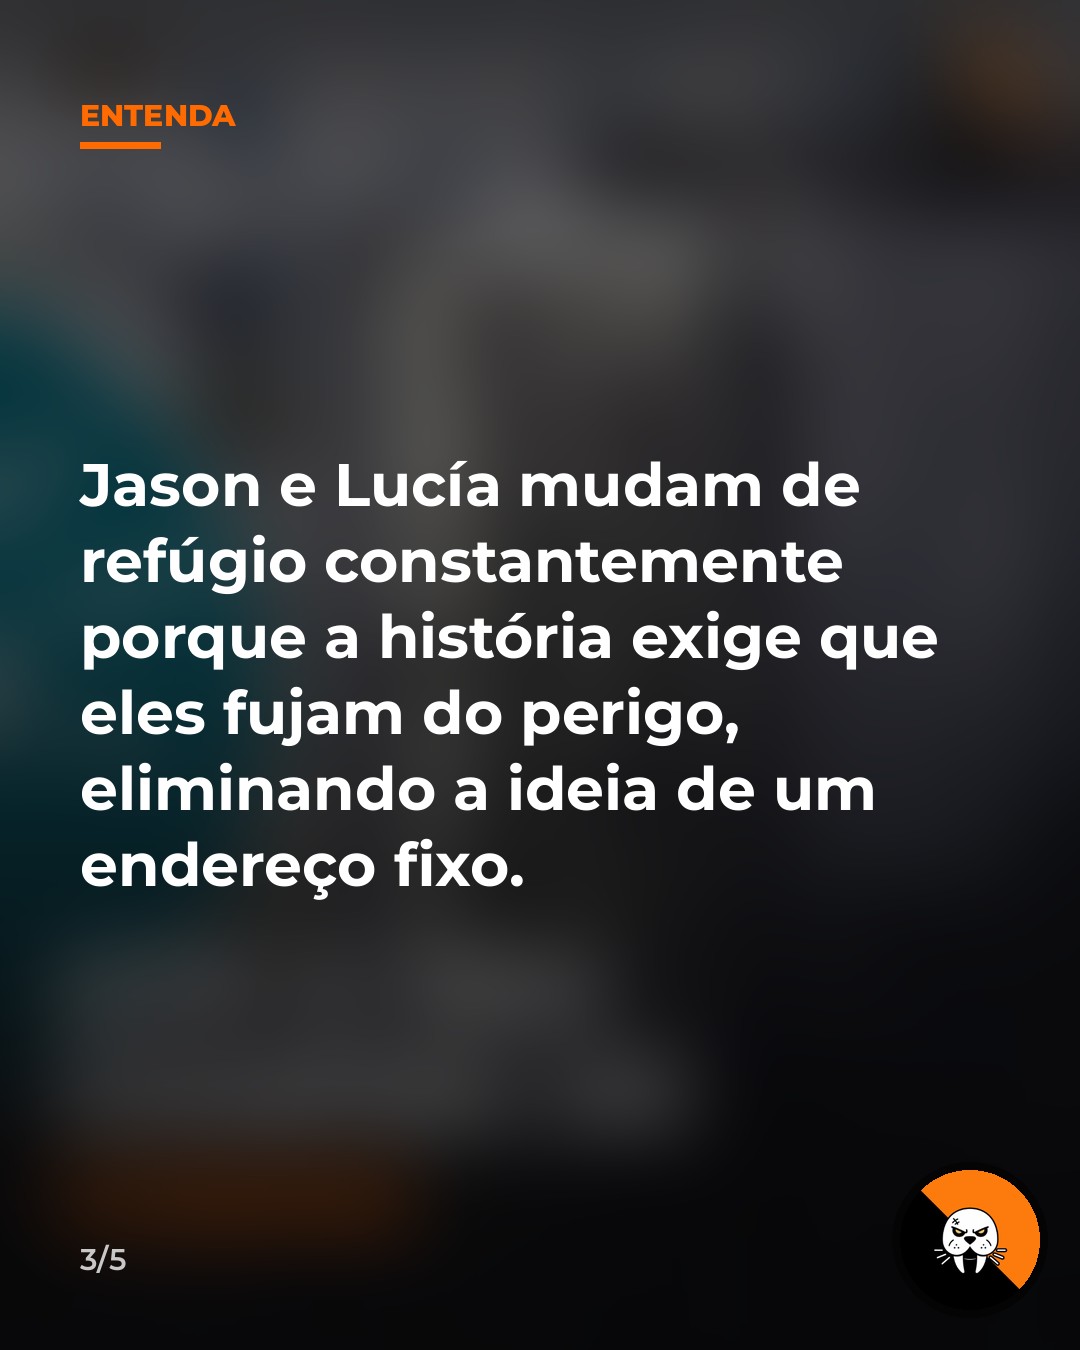 ENTENDA
Jason e Lucía mudam de
refúgio constantemente
porque a história exige que
eles fujam do perigo,
eliminando a ideia de um
endereço fixo.
3/5